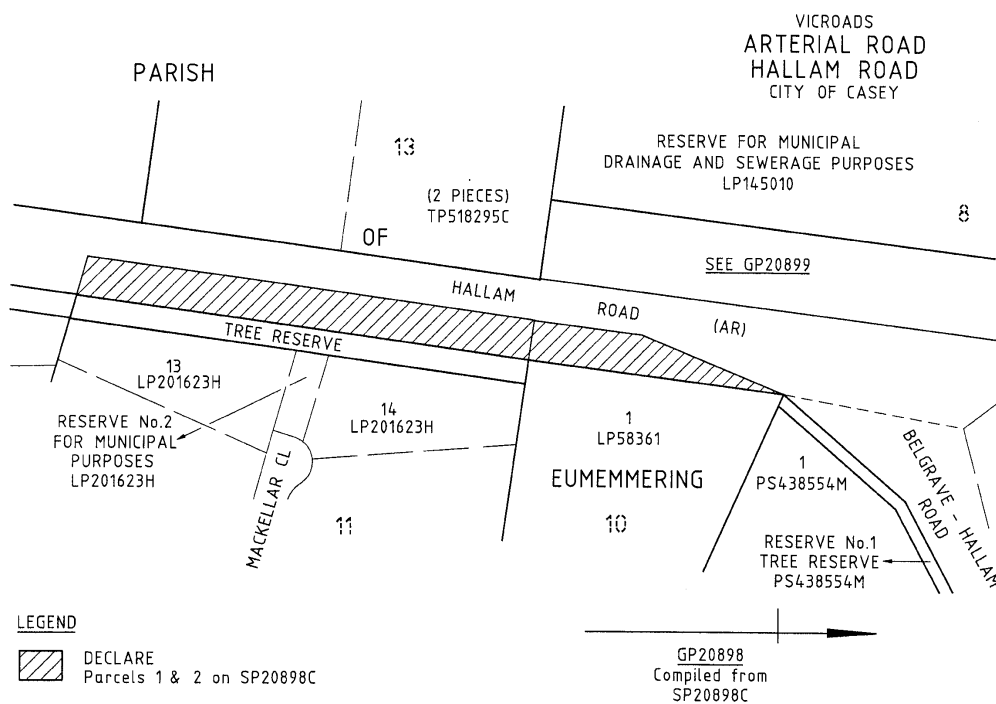 VICROADS
ARTERIAL ROAD
HALLAM ROAD
CITY OF CASEY
PARISH
13
(2 PIECES)
TP518295C
RESERVE FOR MUNICIPAL
DRAINAGE AND SEWERAGE PURPOSES
LP145010
8
OF
SEE GP20899
HALLAM ROAD (AR)
TREE RESERVE
13
LP201623H
RESERVE No.2
FOR MUNICIPAL
PURPOSES
LP201623H
14
LP201623H
MACKELLAR CL
11
1
LP58361
EUMEMMERING
10
1
PS438554M
BELGRAVE - HALLAM
ROAD
RESERVE No.1
TREE RESERVE
PS438554M
LEGEND
DECLARE
Parcels 1 & 2 on SP20898C
GP20898
Compiled from
SP20898C